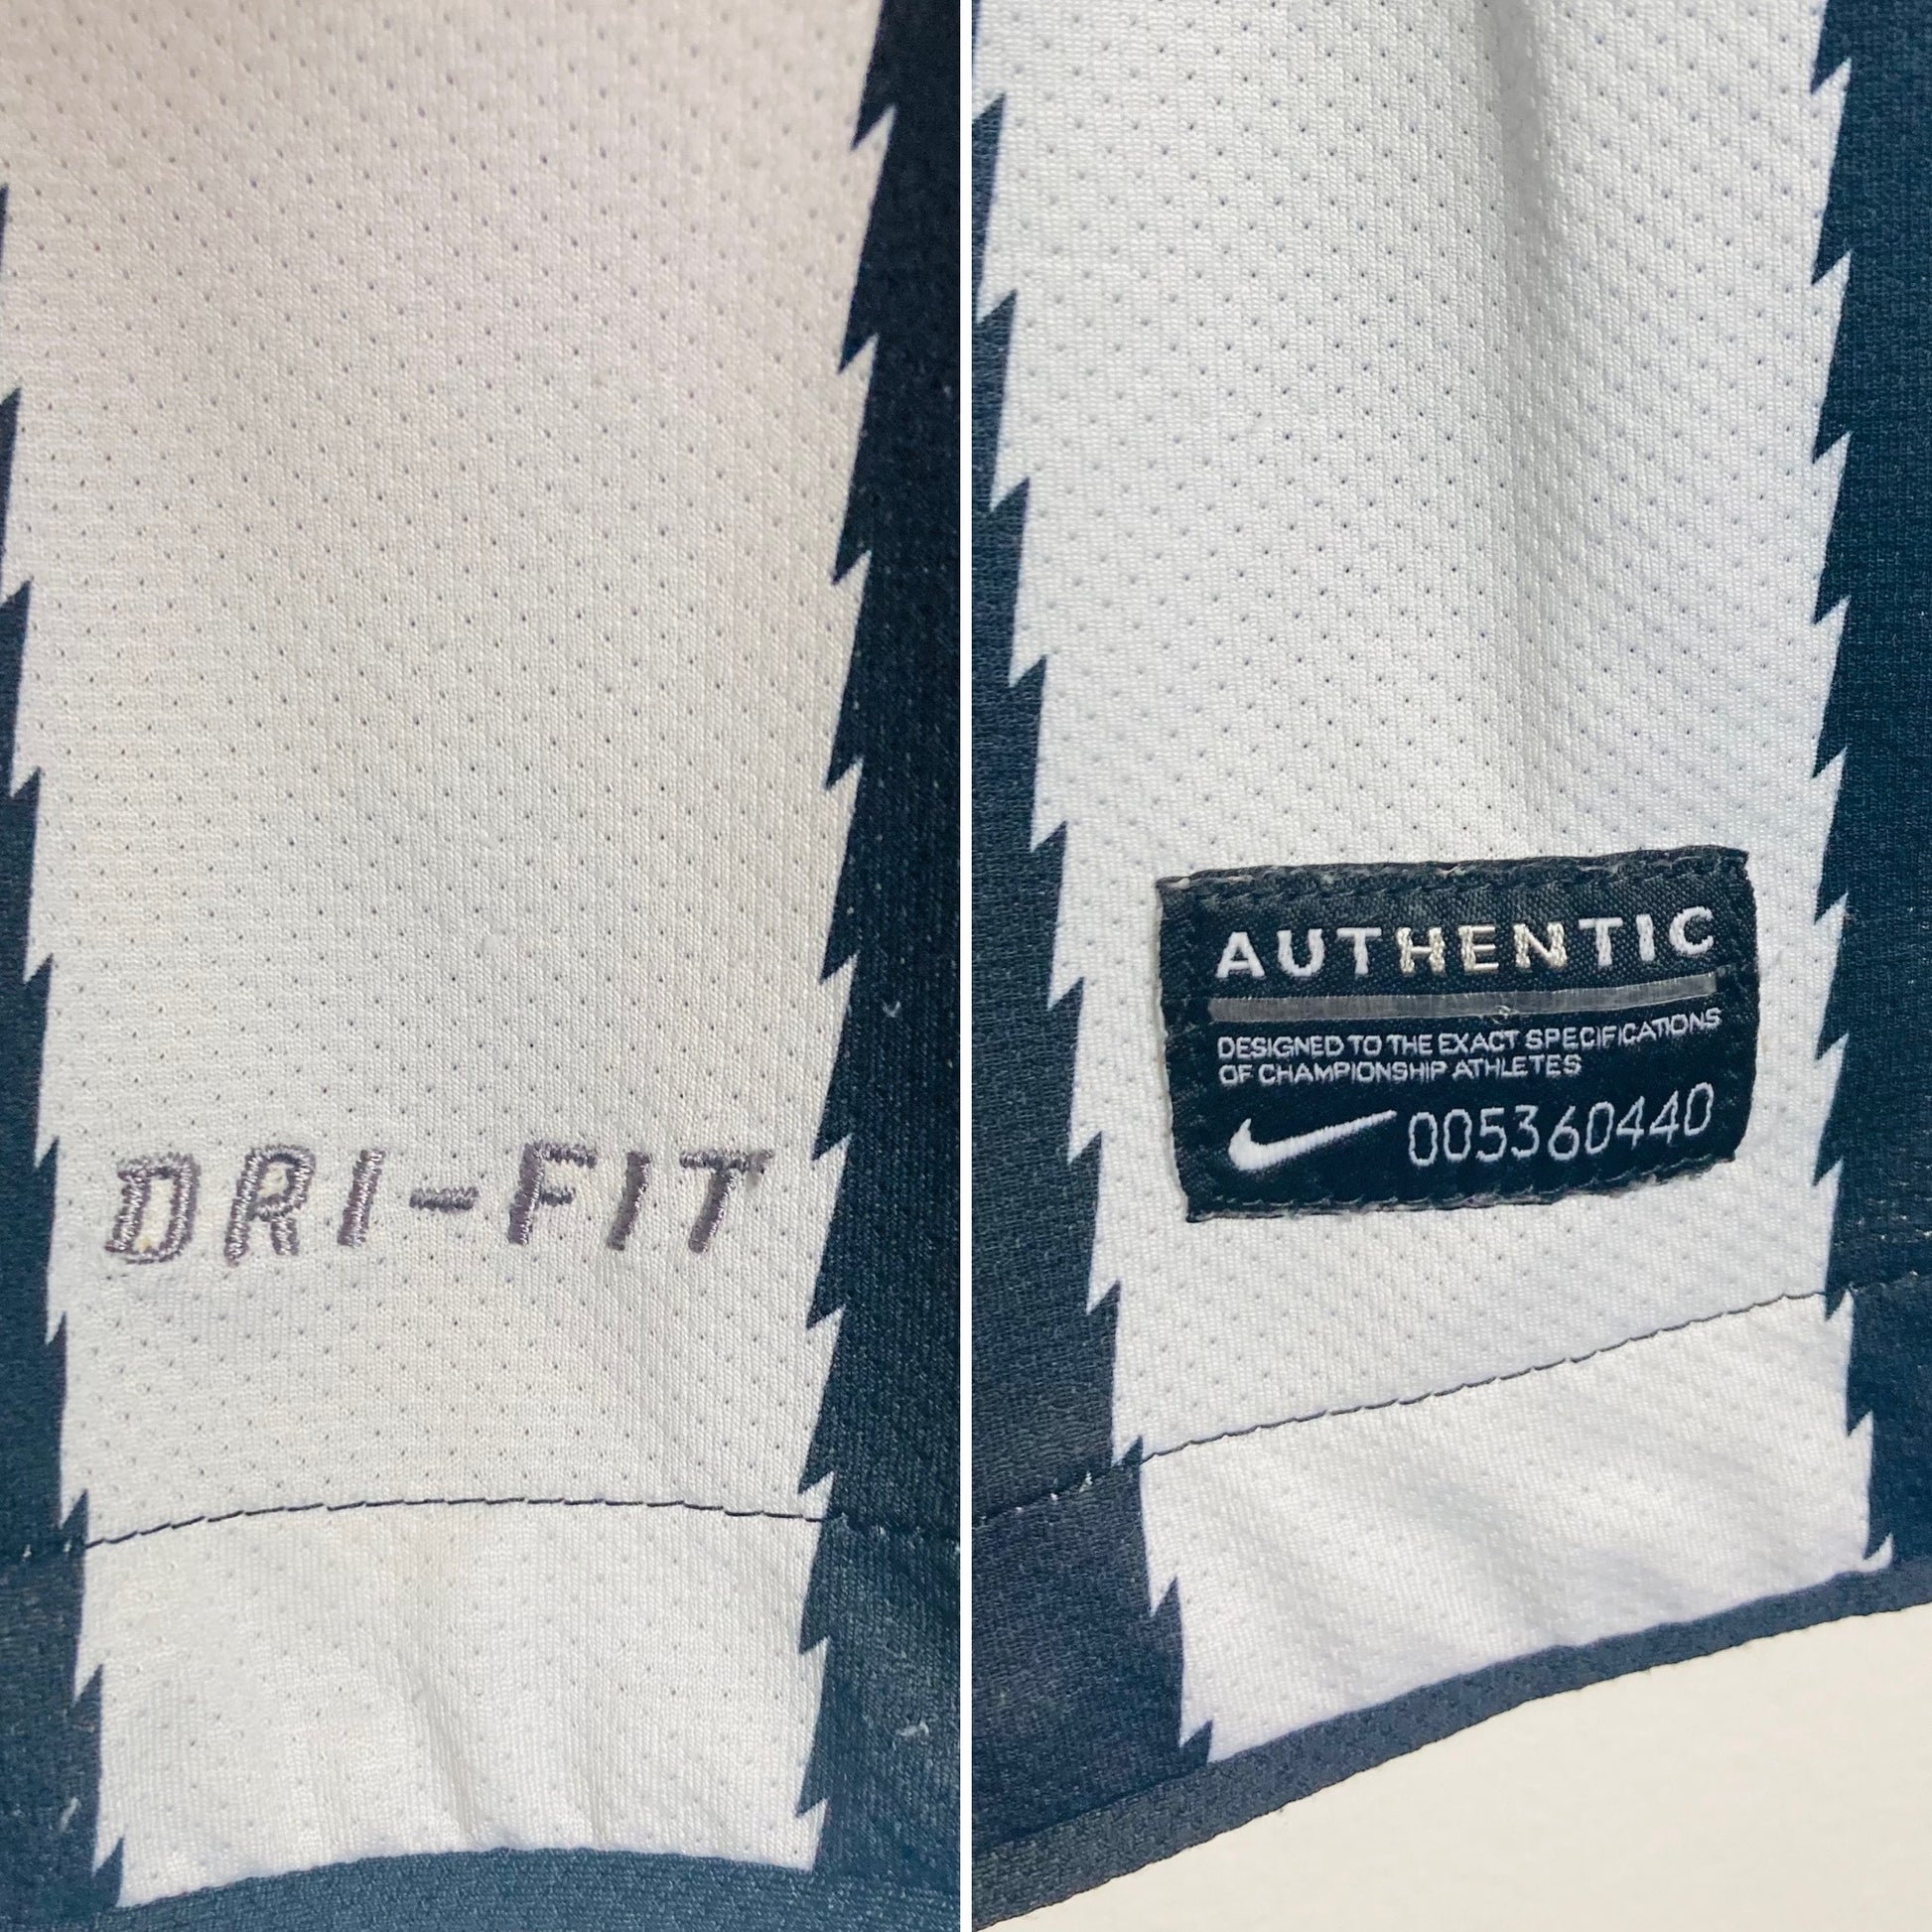 DRI-FIT
AUTHENTIC
DESIGNED TO THE EXACT SPECIFICATIONS
OF CHAMPIONSHIP ATHLETES
005360440